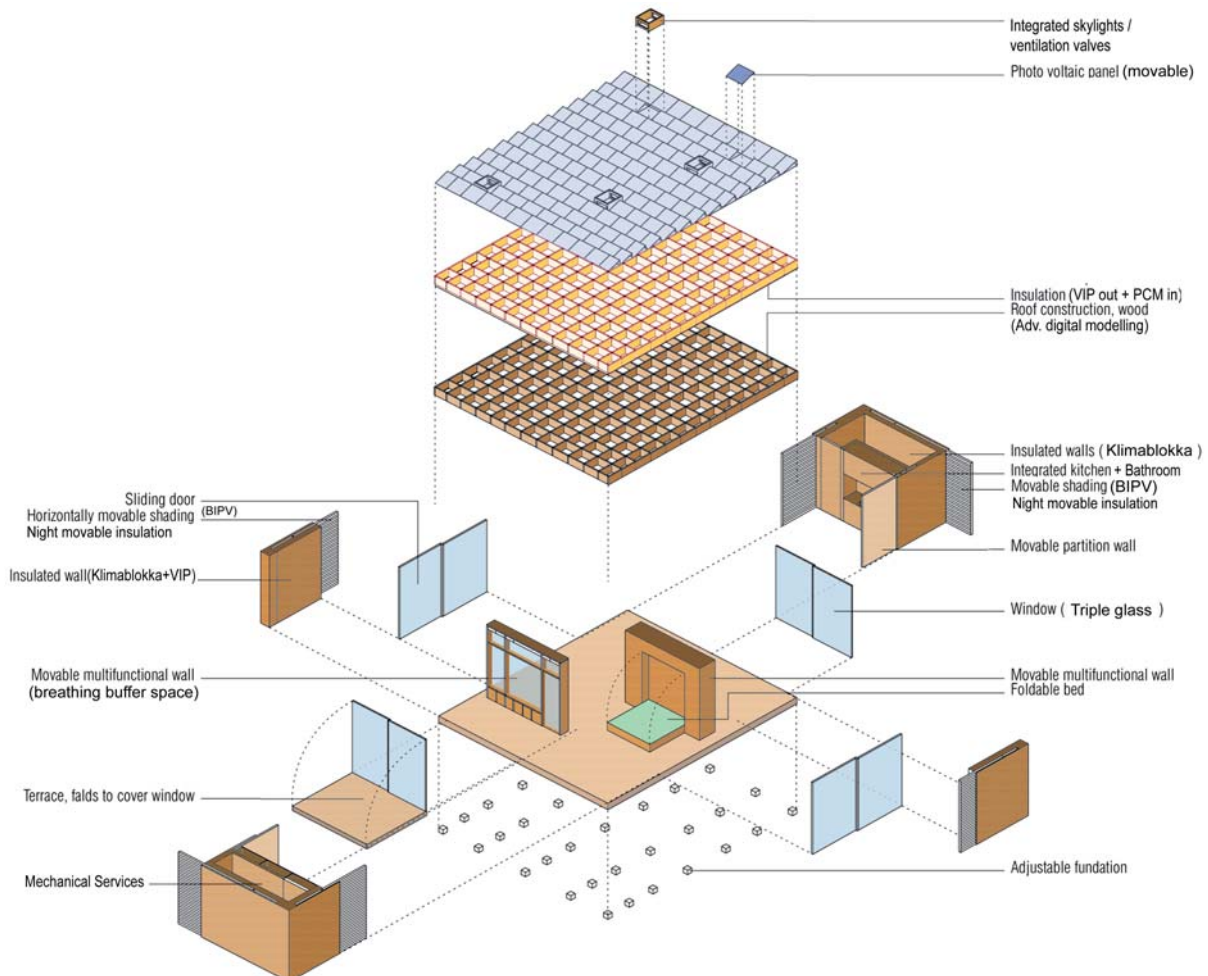 Integrated skylights /
ventilation valves
Photo voltaic panel (movable)
Insulation (VIP out + PCM in)
Roof construction, wood
(Adv. digital modelling)
Insulated walls ( Klimablokka )
Integrated kitchen + Bathroom
Movable shading (BIPV)
Night movable insulation
Movable partition wall
Sliding door
Horizontally movable shading (BIPV)
Night movable insulation
Insulated wall(Klimablokka+VIP)
Window ( Triple glass )
Movable multifunctional wall
(breathing buffer space)
Movable multifunctional wall
Foldable bed
Terrace, falds to cover window
Mechanical Services
Adjustable fundation